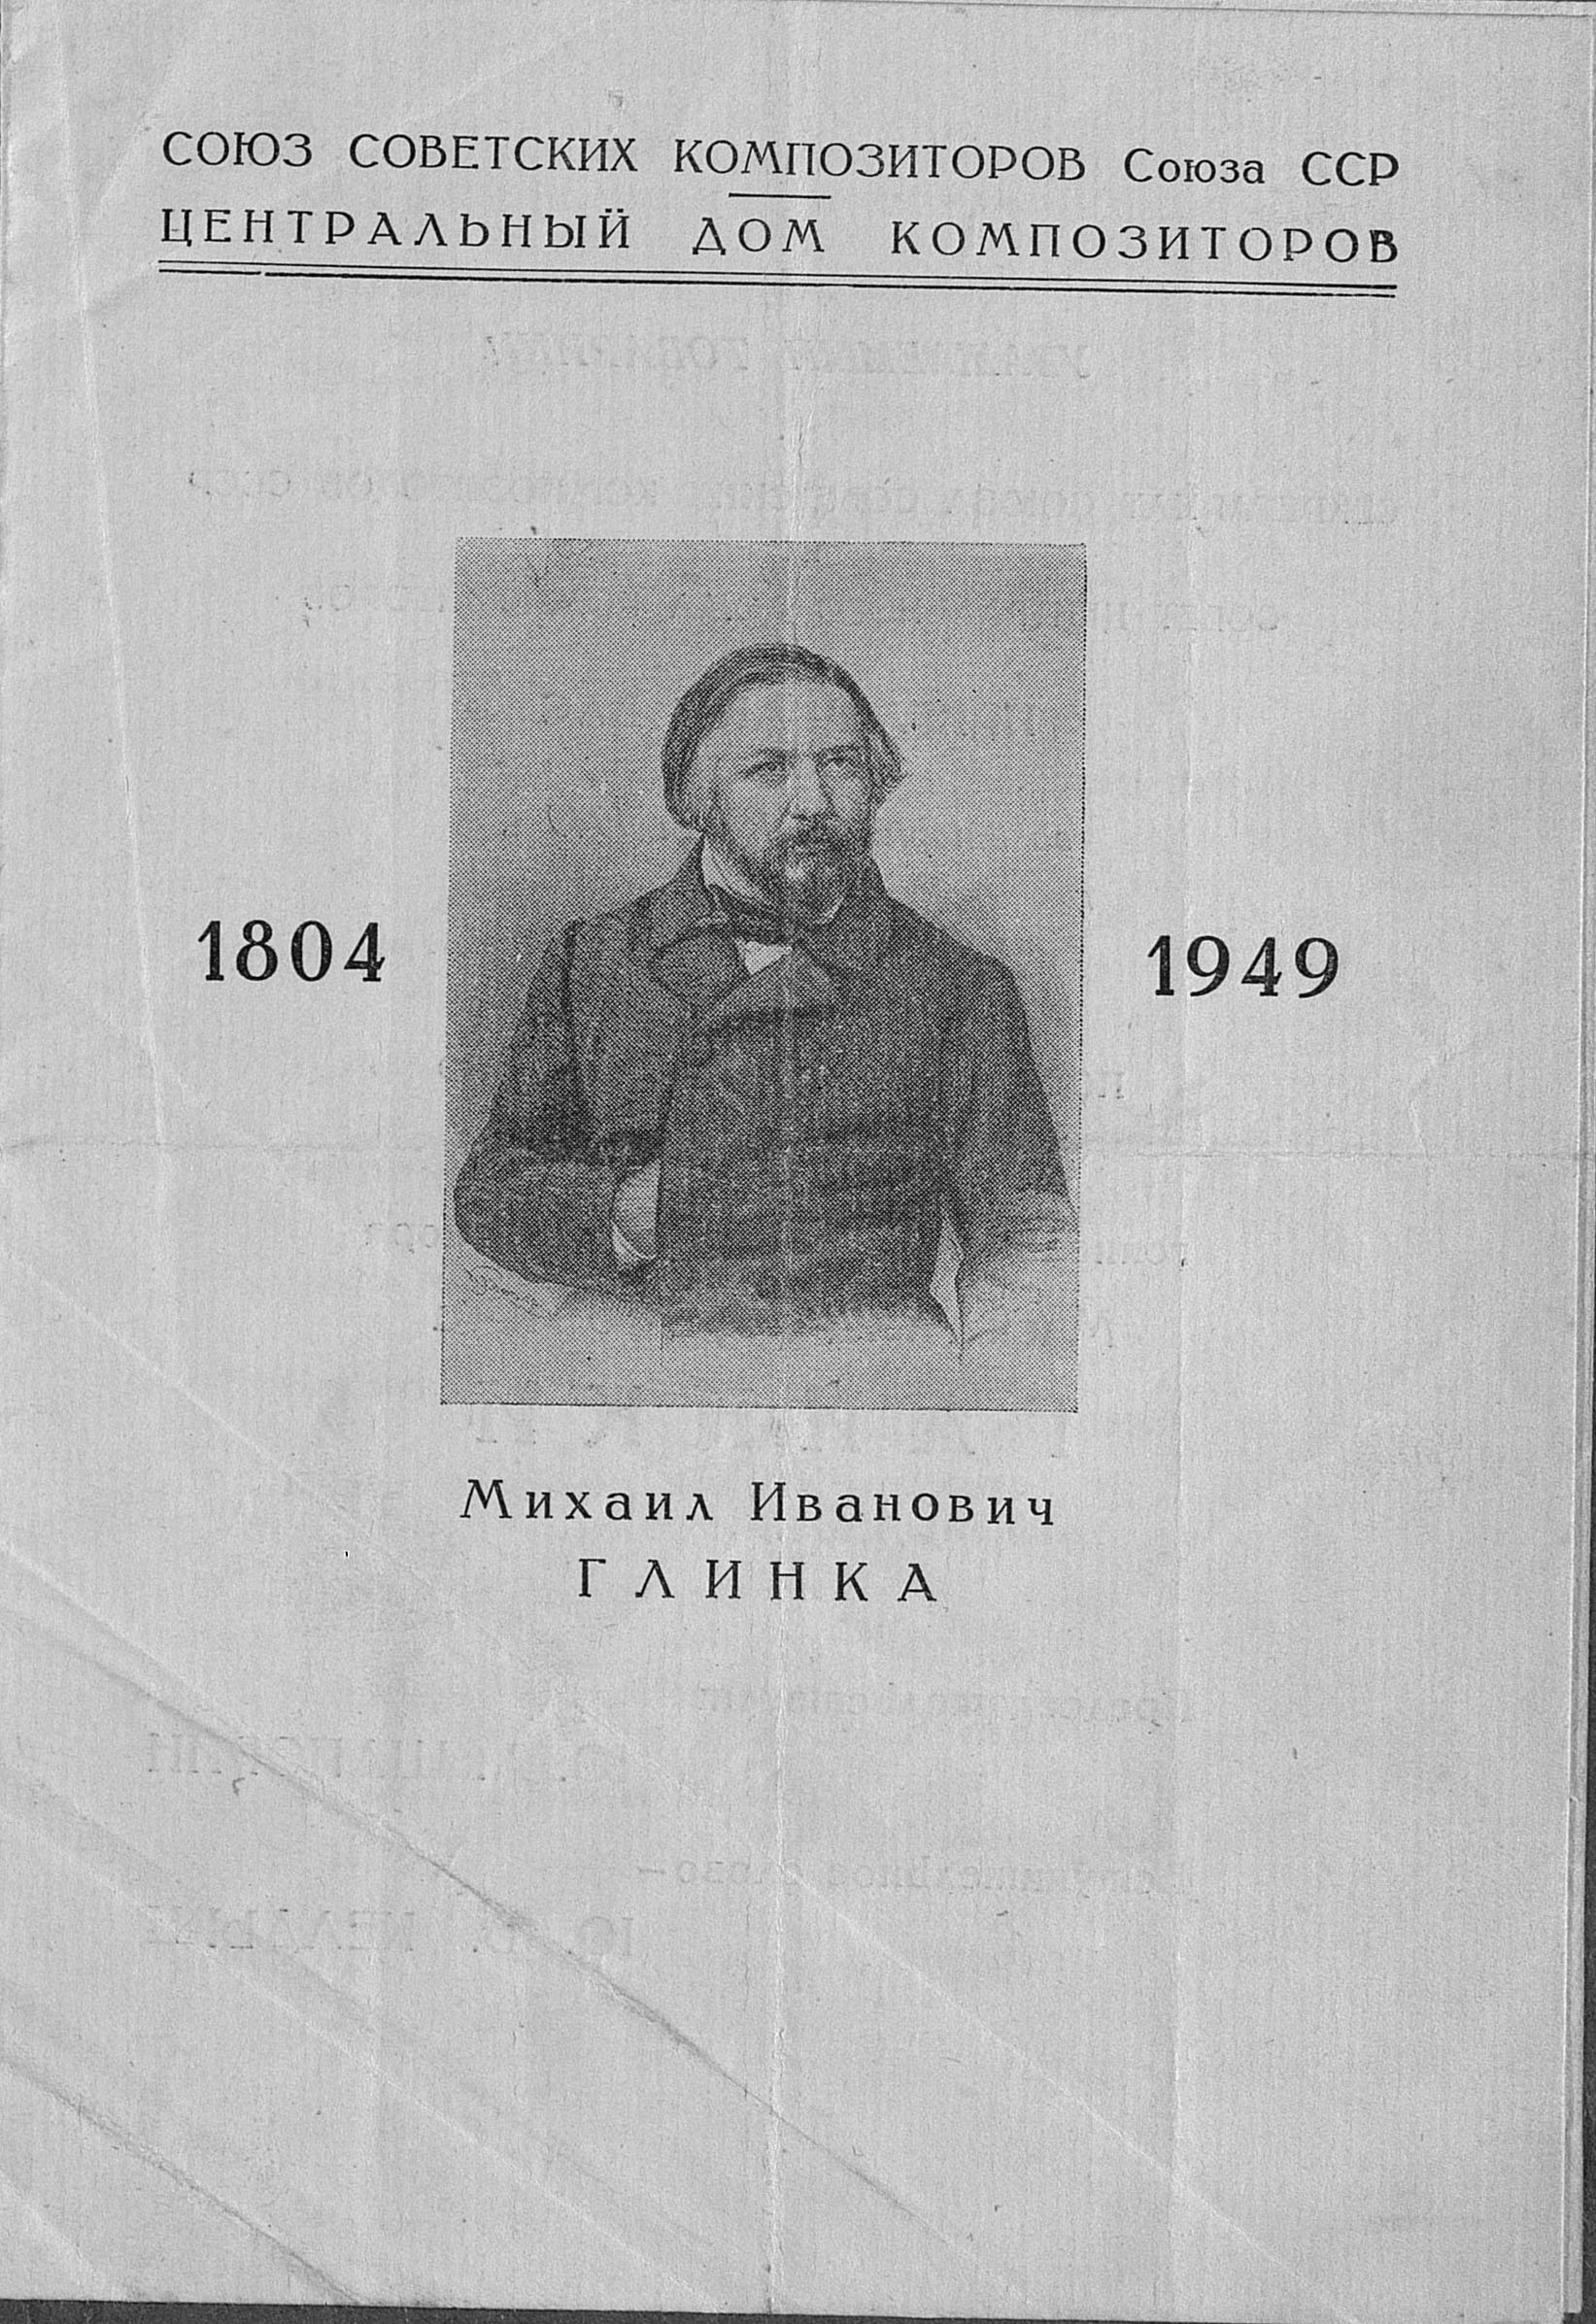 СОЮЗ СОВЕТСКИХ КОМПОЗИТОРОВ Союза ССР
ЦЕНТРАЛЬНЫЙ ДОМ КОМПОЗИТОРОВ
1804
1949
Михаил Иванович
ГЛИНКА